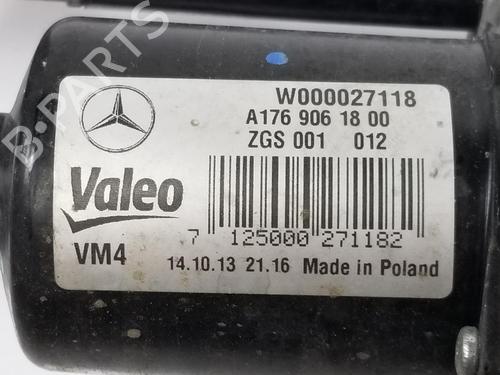 W000027118
A176 906 18 00
ZGS 001 012
Valeo
7 125000 271182
VM4
14.10.13 21.16 Made in Poland
B-PARTS